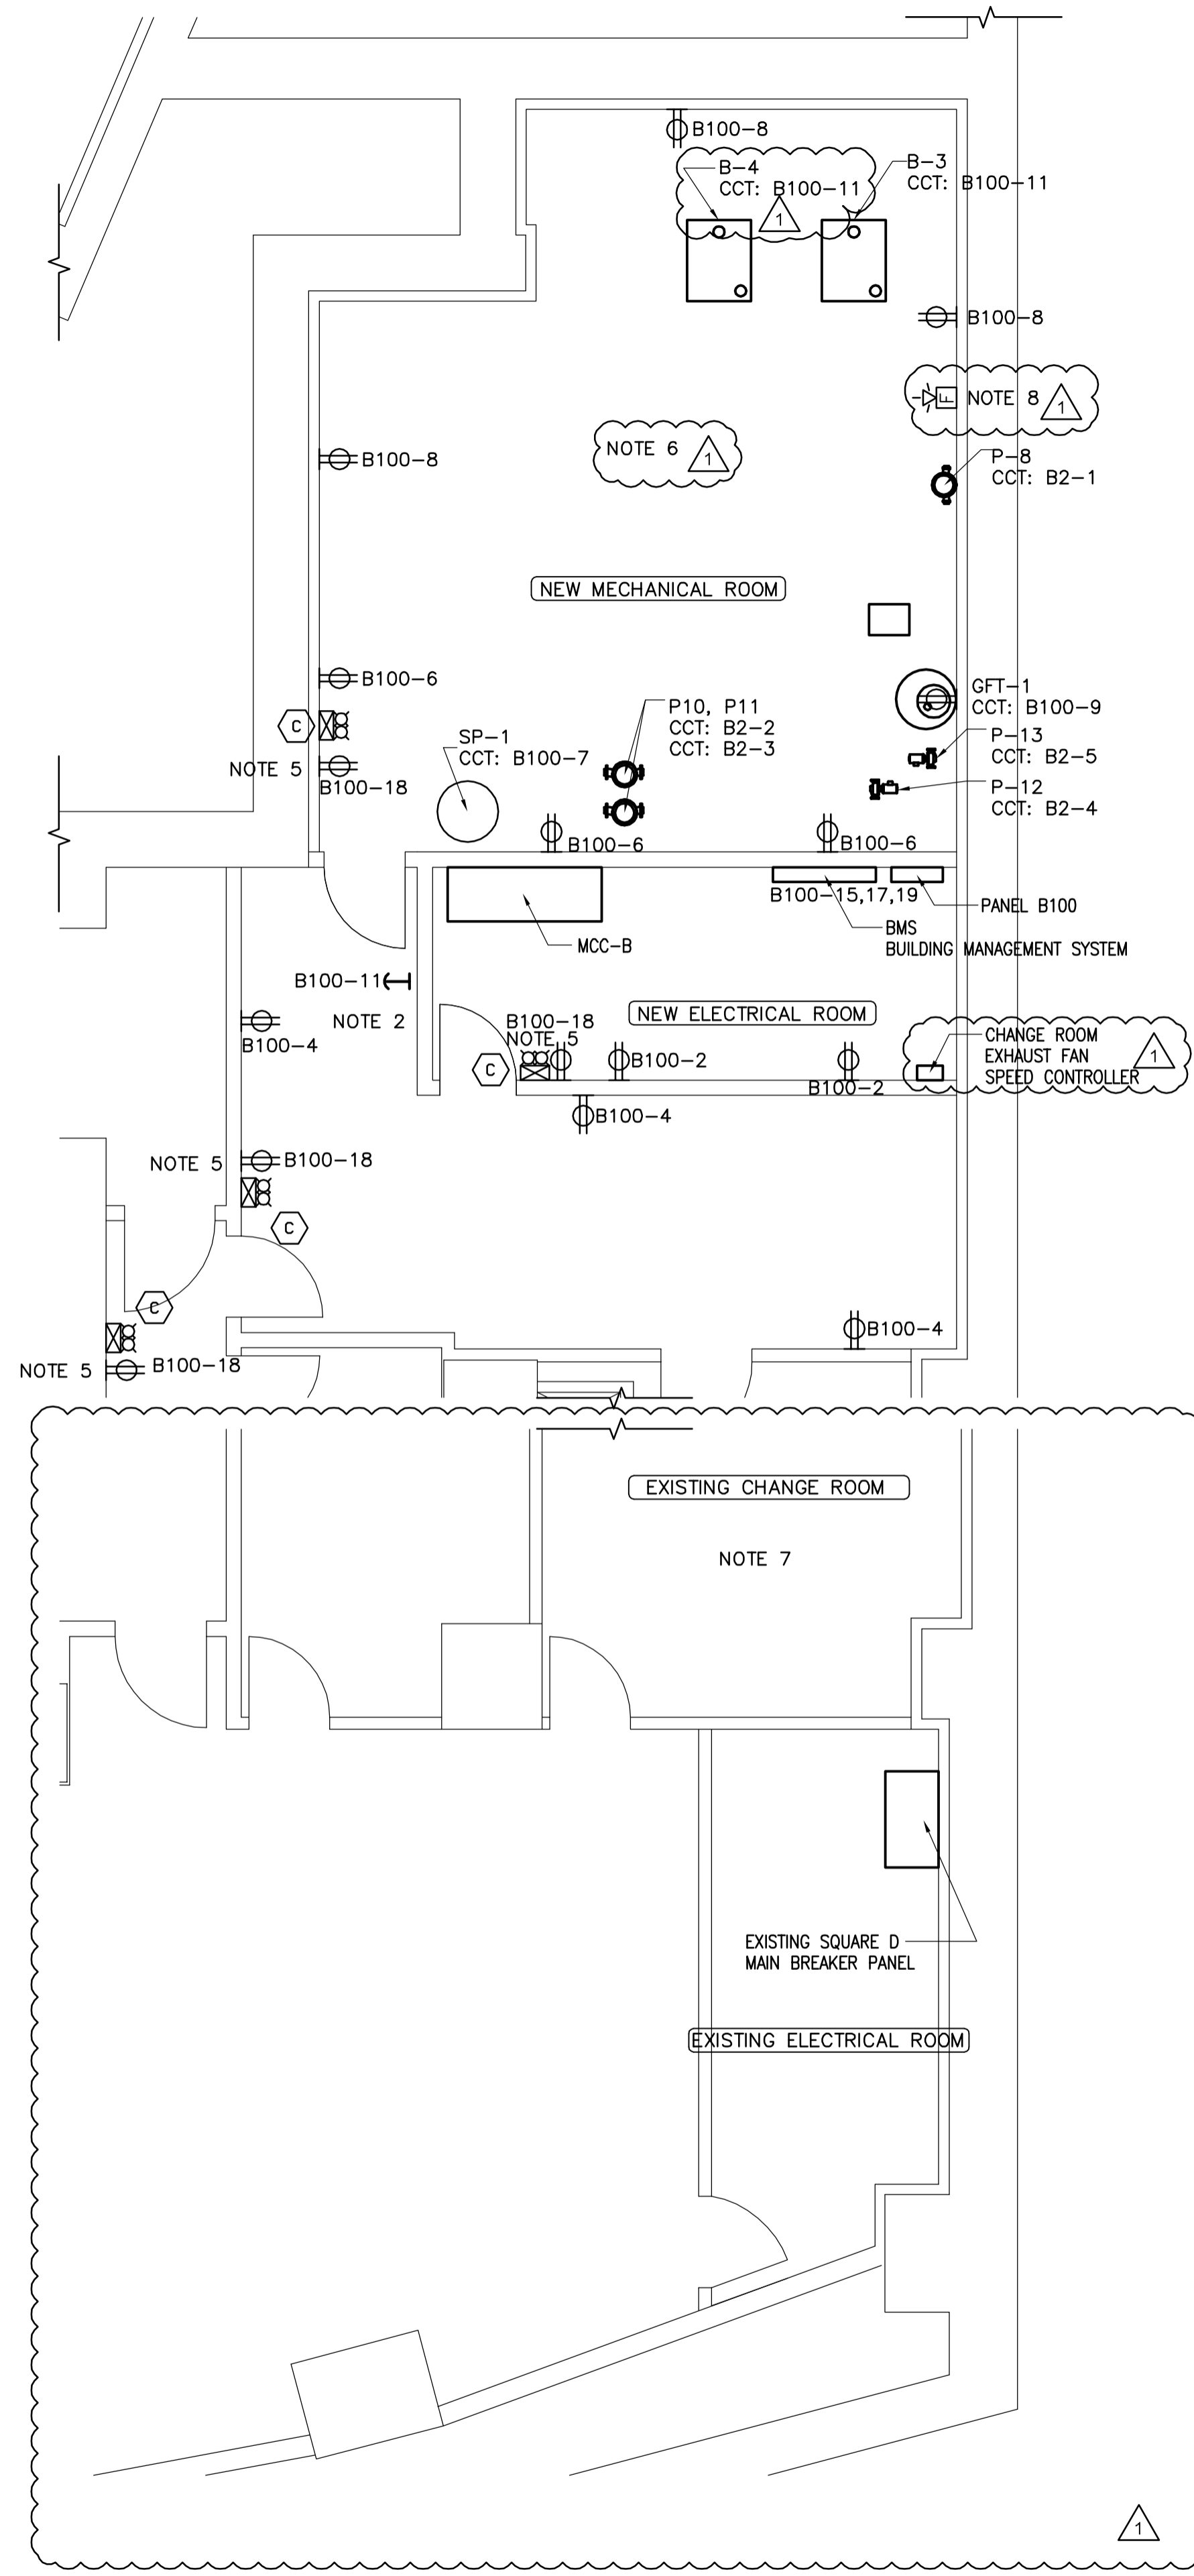 B100-8
B-4
CCT: B100-11
1
B-3
CCT: B100-11
B100-8
F
NOTE 8
1
NOTE 6
1
B100-8
P-8
CCT: B2-1
NEW MECHANICAL ROOM
B100-6
C
NOTE 5
B100-18
SP-1
CCT: B100-7
P10, P11
CCT: B2-2
CCT: B2-3
GFT-1
CCT: B100-9
P-13
CCT: B2-5
P-12
CCT: B2-4
B100-6
B100-6
B100-15,17,19
PANEL B100
MCC-B
BMS
BUILDING MANAGEMENT SYSTEM
B100-11
NOTE 2
B100-4
NEW ELECTRICAL ROOM
B100-18
NOTE 5
C
B100-2
B100-2
CHANGE ROOM
EXHAUST FAN
SPEED CONTROLLER
1
B100-4
NOTE 5
B100-18
C
C
NOTE 5
B100-18
B100-4
EXISTING CHANGE ROOM
NOTE 7
EXISTING SQUARE D
MAIN BREAKER PANEL
EXISTING ELECTRICAL ROOM
1